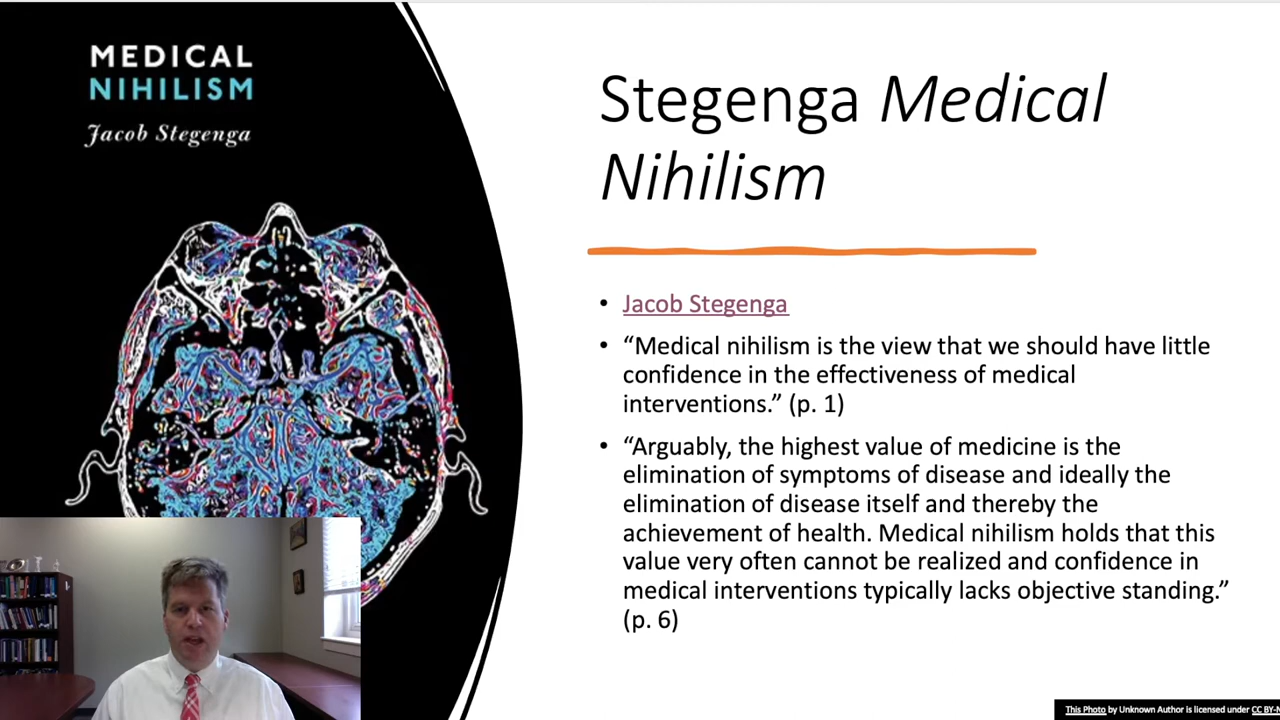 MEDICAL
NIHILISM
Jacob Stegenga
Stegenga Medical
Nihilism
• Jacob Stegenga
• “Medical nihilism is the view that we should have little
confidence in the effectiveness of medical
interventions.” (p. 1)
• “Arguably, the highest value of medicine is the
elimination of symptoms of disease and ideally the
elimination of disease itself and thereby the
achievement of health. Medical nihilism holds that this
value very often cannot be realized and confidence in
medical interventions typically lacks objective standing.”
(p. 6)
This Photo by Unknown Author is licensed under CC BY-N